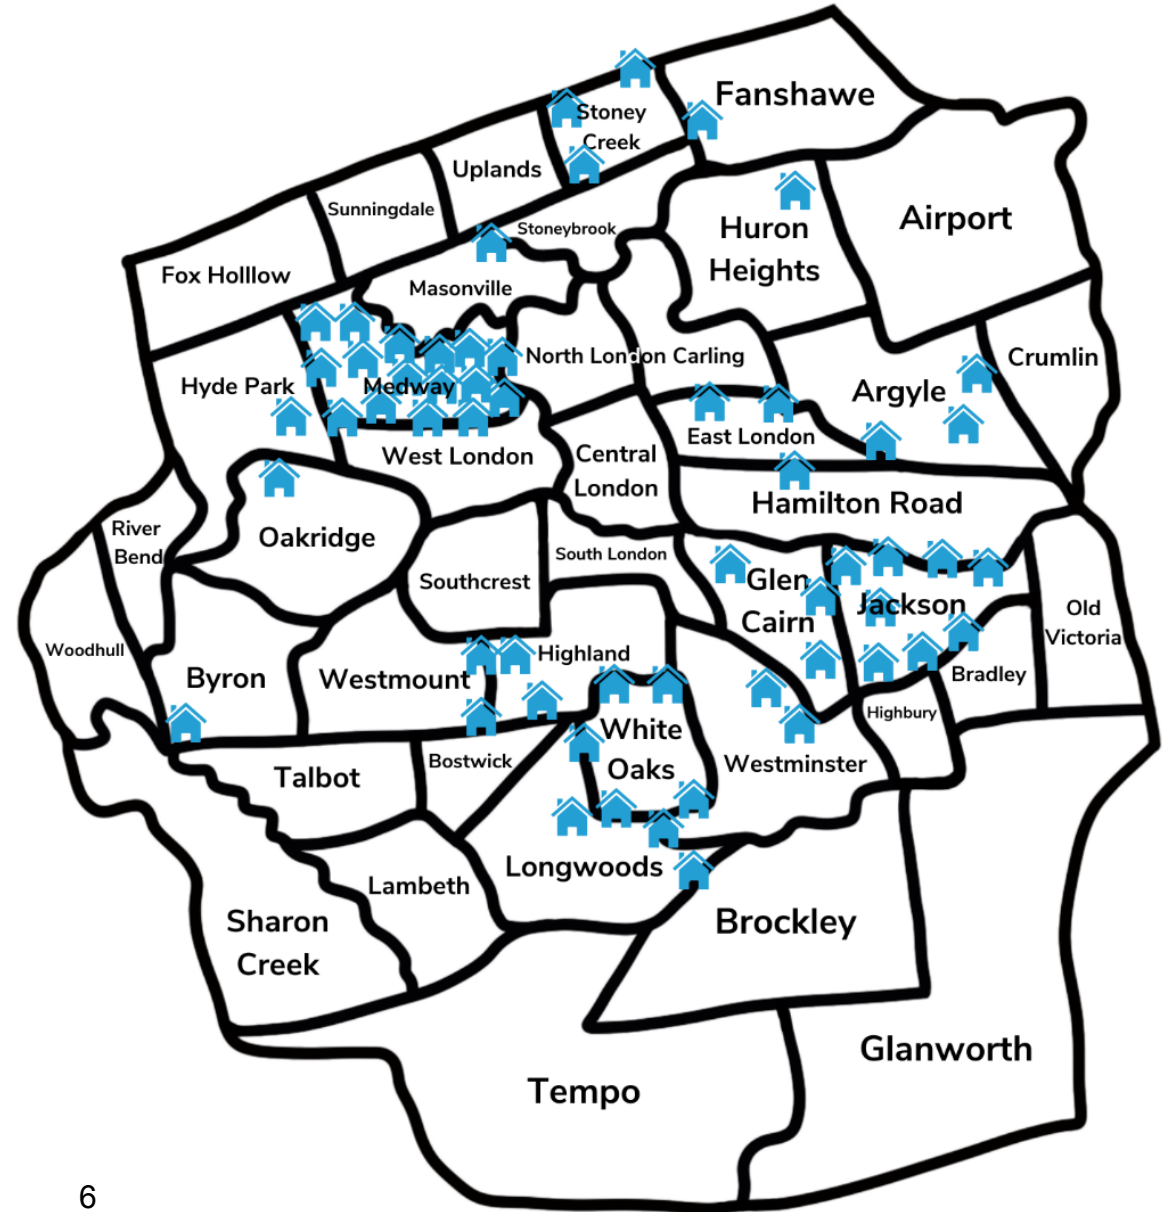 Fanshawe
Stoney
Creek
Uplands
Sunningdale
Stoneybrook
Airport
Huron
Heights
Fox Holllow
Masonville
North London
Carling
Crumlin
Hyde Park
Medway
Argyle
East London
West London
Central
London
Hamilton Road
River
Bend
Oakridge
South London
Southcrest
Glen
Cairn
Jackson
Old
Victoria
Woodhull
Byron
Westmount
Highland
Bradley
Highbury
White
Oaks
Westminster
Talbot
Bostwick
Longwoods
Lambeth
Brockley
Sharon
Creek
Glanworth
Tempo
6